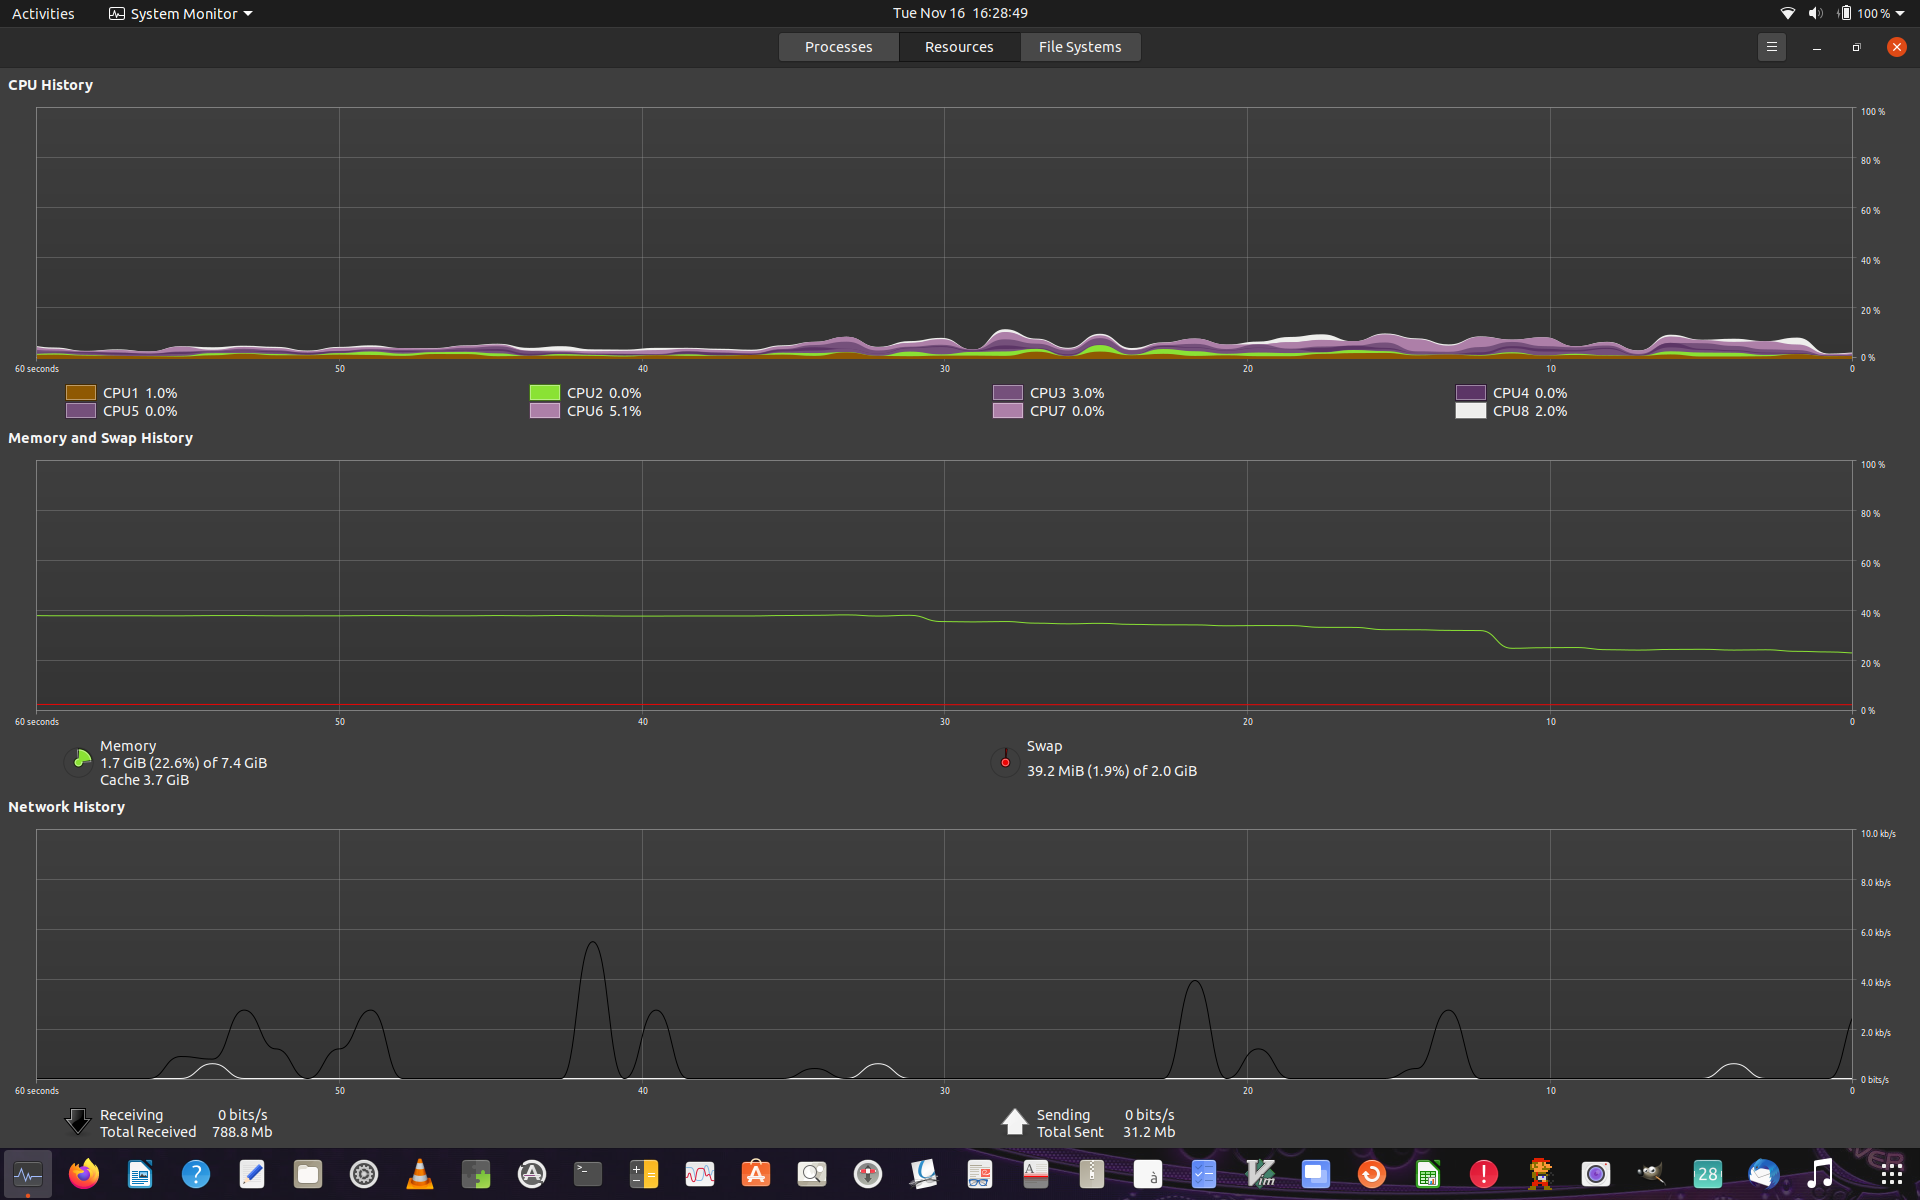 Activities System Monitor Tue Nov 16 16:28:49 100 %
Processes Resources File Systems
CPU History
100 %
80 %
60 %
40 %
20 %
0 %
60 seconds 50 40 30 20 10 0
CPU1 1.0% CPU2 0.0% CPU3 3.0% CPU4 0.0%
CPU5 0.0% CPU6 5.1% CPU7 0.0% CPU8 2.0%
Memory and Swap History
100 %
80 %
60 %
40 %
20 %
0 %
60 seconds 50 40 30 20 10 0
Memory Swap
1.7 GiB (22.6%) of 7.4 GiB 39.2 MiB (1.9%) of 2.0 GiB
Cache 3.7 GiB
Network History
10.0 kb/s
8.0 kb/s
6.0 kb/s
4.0 kb/s
2.0 kb/s
0 bits/s
60 seconds 50 40 30 20 10 0
Receiving 0 bits/s Sending 0 bits/s
Total Received 788.8 Mb Total Sent 31.2 Mb
? >_ A à Vim ! 28